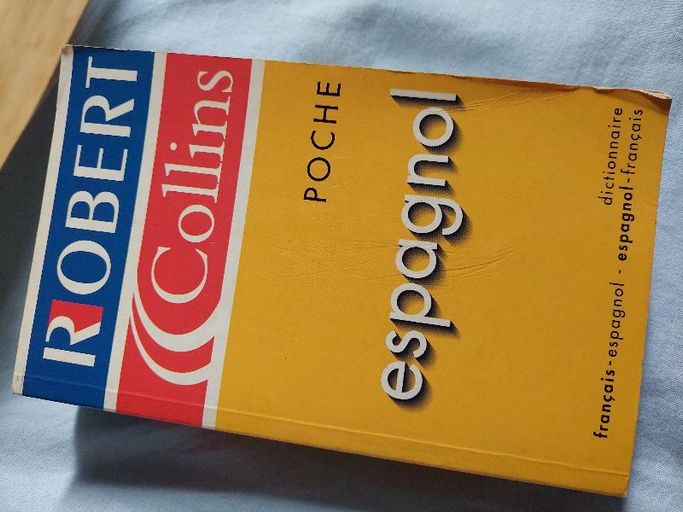 ROBERT
Collins
POCHE
espagnol
dictionnaire
français-espagnol - espagnol-français